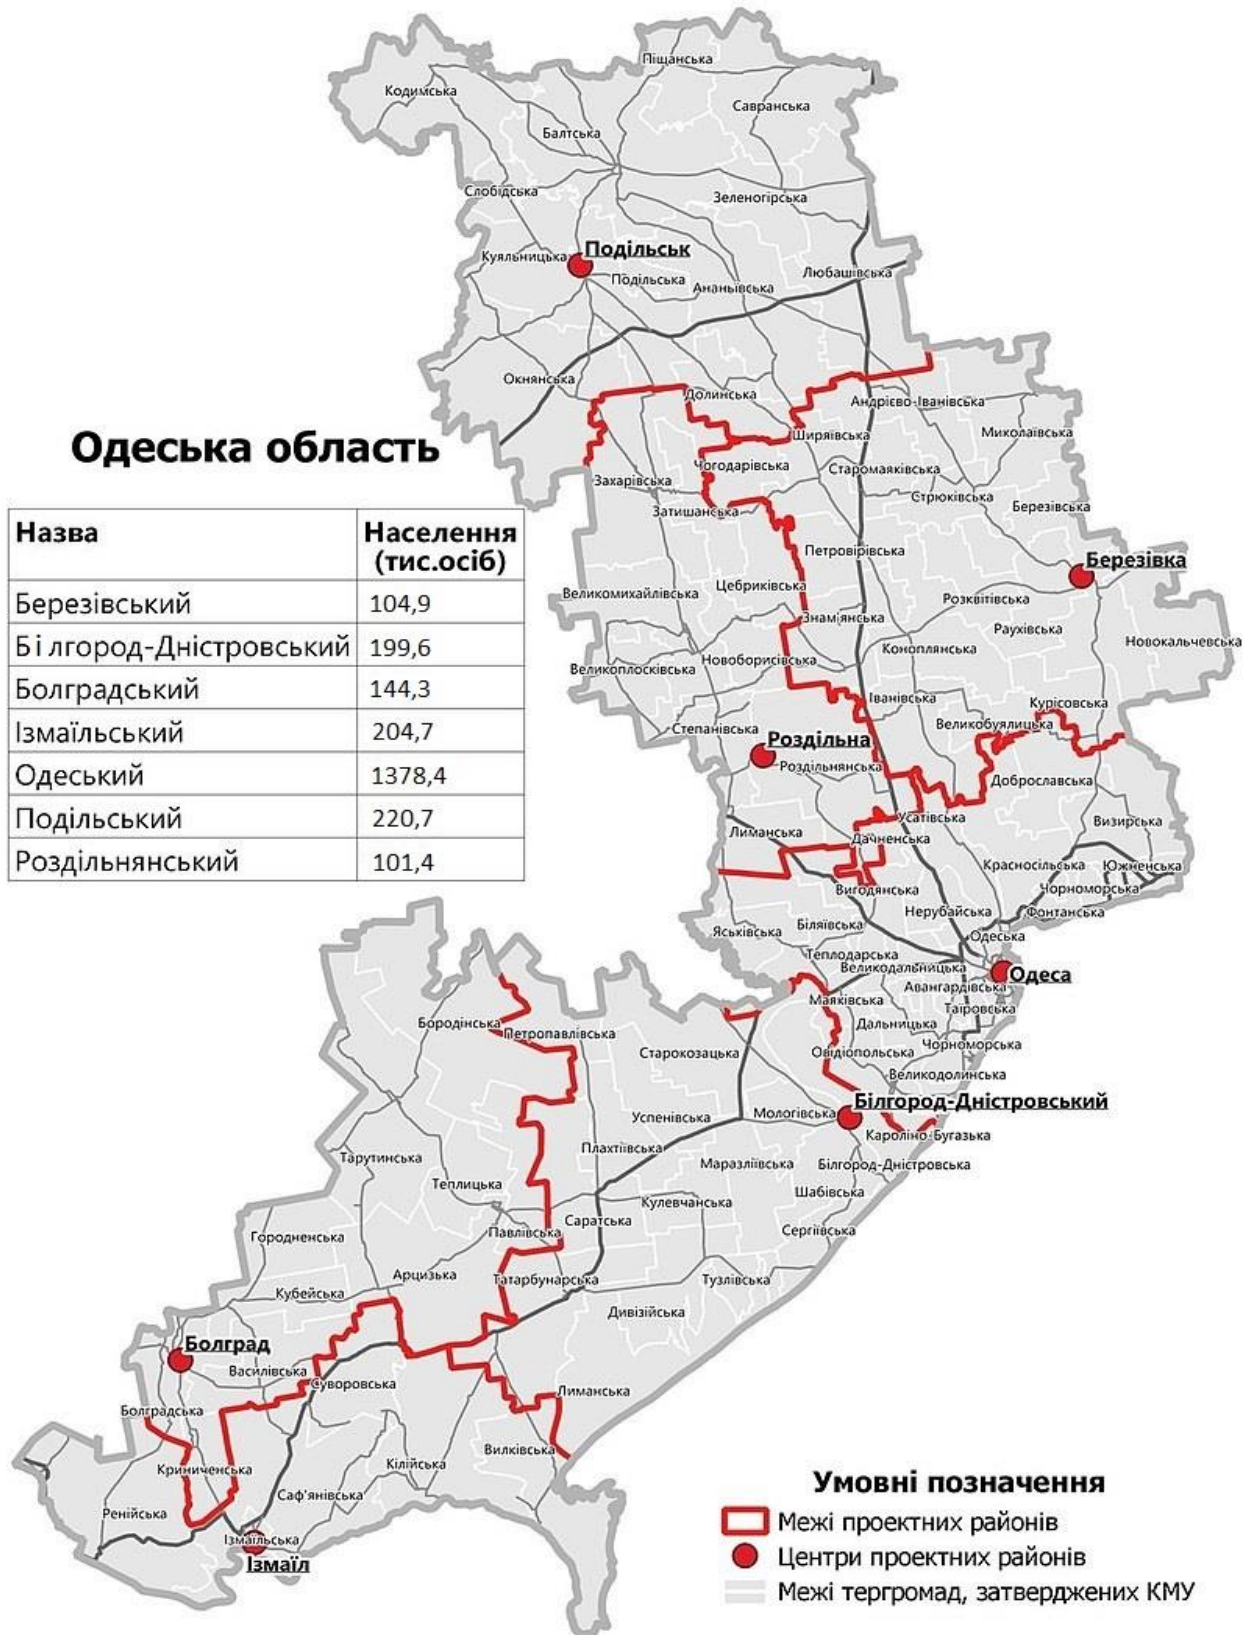 Піщанська
Кодимська
Савранська
Балтська
Слобідська
Зеленогірська
Подільськ
Куяльницька
Подільська
Ананьївська
Любашівська
Окнянська
Долинська
Андрієво-Іванівська
Ширяївська
Миколаївська
Одеська область
Чогодарівська
Старомаяківська
Захарівська
Стрюківська
Затишанська
Березівська
Назва
Населення
(тис.осіб)
Березівський 104,9
Бі лгород-Дністровський 199,6
Болградський 144,3
Ізмаїльський 204,7
Одеський 1378,4
Подільський 220,7
Роздільнянський 101,4
Петровірівська
Березівка
Великомихайлівська
Цебриківська
Розквітівська
Знам'янська
Раухівська
Новокальчевська
Великоплосківська
Новоборисівська
Коноплянська
Іванівська
Курісовська
Степанівська
Великобуялицька
Роздільна
Роздільнянська
Доброславська
Лиманська
Усатівська
Визирська
Дачненська
Красносільська
Южненська
Вигодянська
Чорноморська
Нерубайська
Фонтанська
Яськівська
Біляївська
Одеська
Теплодарська
Великодальницька
Одеса
Авангардівська
Маяківська
Таїровська
Бородінська
Петропавлівська
Дальницька
Старокозацька
Овідіопольська
Чорноморська
Великодолинська
Білгород-Дністровський
Успенівська
Мологівська
Кароліно-Бугазька
Тарутинська
Плахтіївська
Маразліївська
Білгород-Дністровська
Теплицька
Шабівська
Кулевчанська
Саратська
Павлівська
Сергіївська
Городненська
Арцизька
Татарбунарська
Тузлівська
Кубейська
Дивізійська
Болград
Василівська
Суворовська
Лиманська
Болградська
Вилківська
Криниченська
Кілійська
Саф'янівська
Ренійська
Ізмаїльська
Ізмаїл
Умовні позначення
Межі проектних районів
Центри проектних районів
Межі тергромад, затверджених КМУ